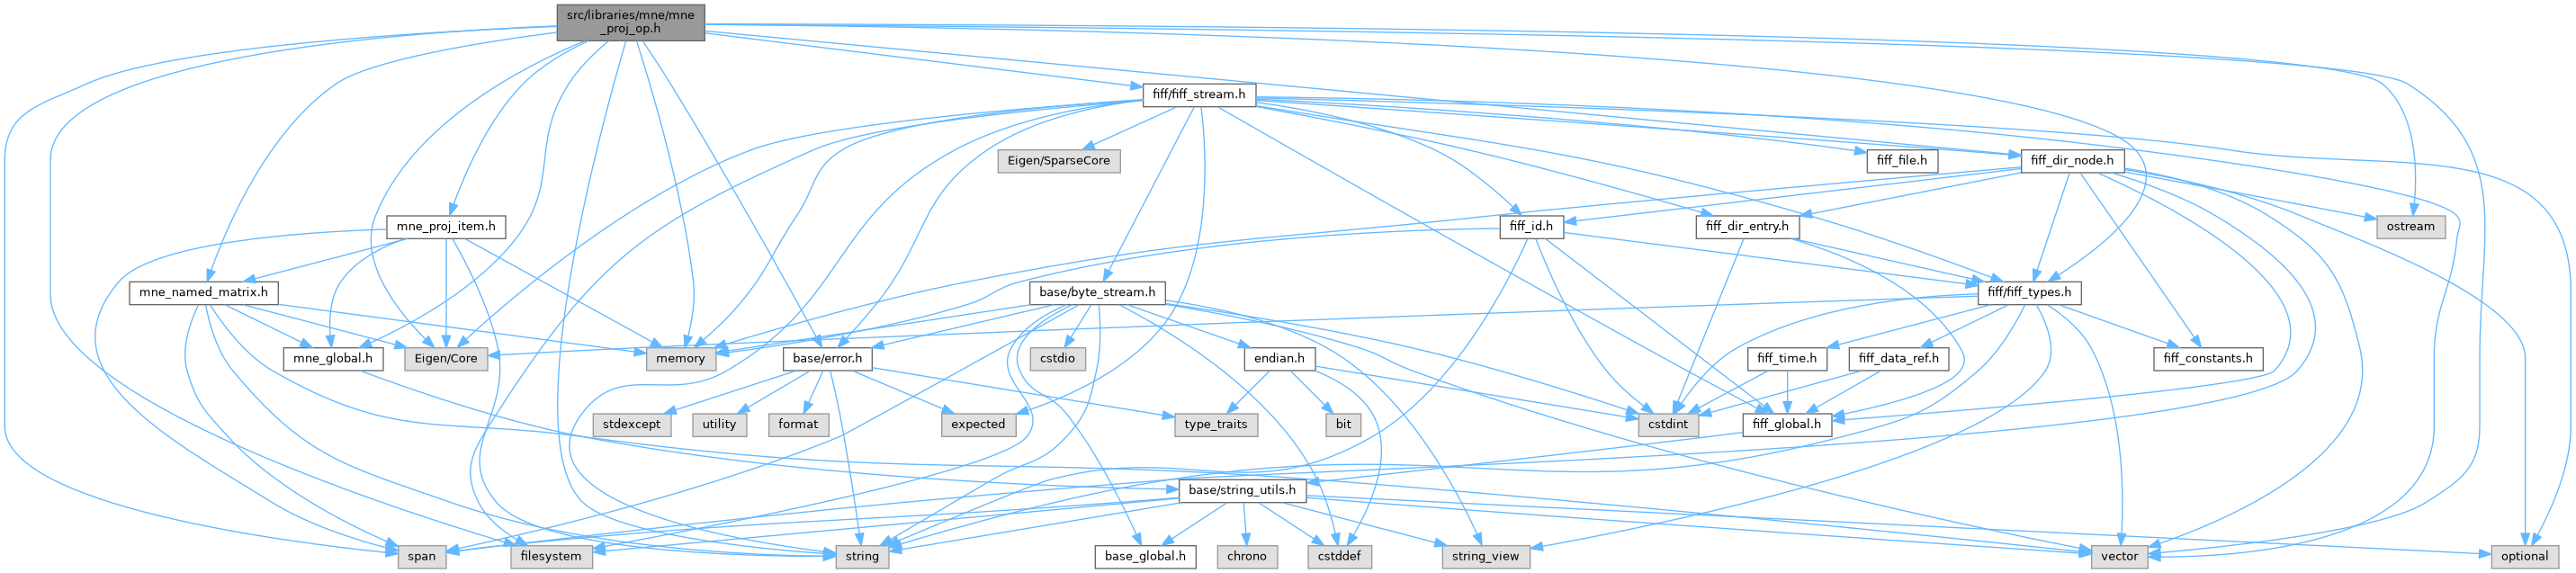 src/libraries/mne/mne
_proj_op.h
fiff/fiff_stream.h
Eigen/SparseCore
fiff_file.h
fiff_dir_node.h
mne_proj_item.h
fiff_id.h
fiff_dir_entry.h
ostream
mne_named_matrix.h
base/byte_stream.h
fiff/fiff_types.h
mne_global.h
Eigen/Core
memory
base/error.h
cstdio
endian.h
fiff_time.h
fiff_data_ref.h
fiff_constants.h
stdexcept
utility
format
expected
type_traits
bit
cstdint
fiff_global.h
base/string_utils.h
span
filesystem
string
base_global.h
chrono
cstddef
string_view
vector
optional